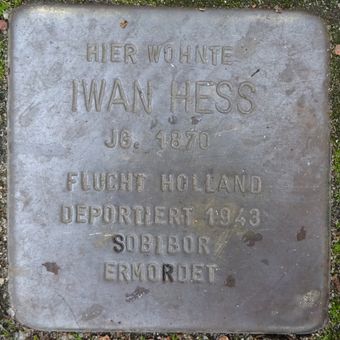 HIER WOHNTE
IWAN HESS
JG. 1870
FLUCHT HOLLAND
DEPORTIERT 1943
SOBIBOR
ERMORDET